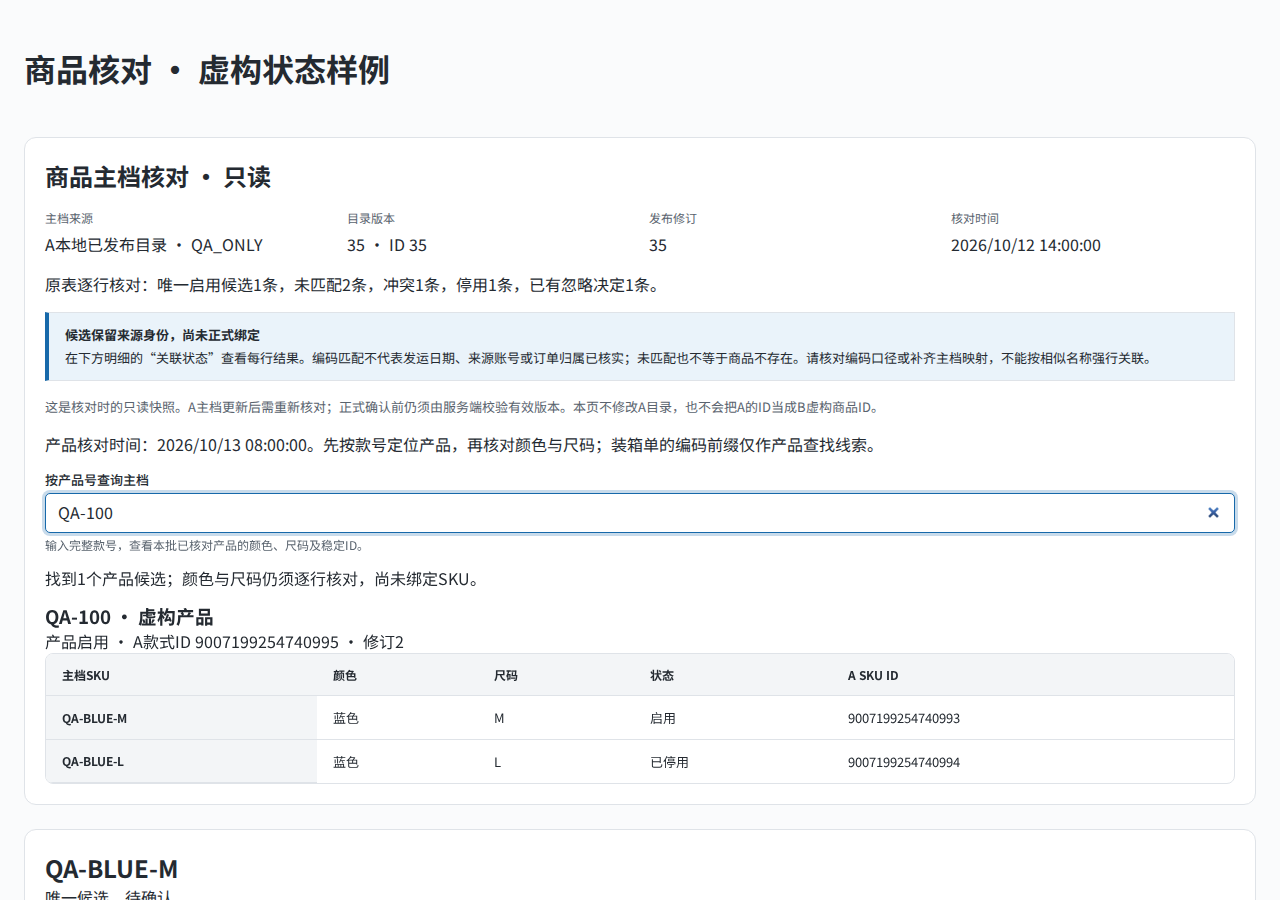 商品核对 · 虚构状态样例
商品主档核对 · 只读
主档来源 目录版本 发布修订 核对时间
A本地已发布目录 · QA_ONLY 35 · ID 35 35 2026/10/12 14:00:00
原表逐行核对：唯一启用候选1条，未匹配2条，冲突1条，停用1条，已有忽略决定1条。
候选保留来源身份，尚未正式绑定
在下方明细的“关联状态”查看每行结果。编码匹配不代表发运日期、来源账号或订单归属已核实；未匹配也不等于商品不存在。请核对编码口径或补齐主档映射，不能按相似名称强行关联。
这是核对时的只读快照。A主档更新后需重新核对；正式确认前仍须由服务端校验有效版本。本页不修改A目录，也不会把A的ID当成B虚构商品ID。
产品核对时间：2026/10/13 08:00:00。先按款号定位产品，再核对颜色与尺码；装箱单的编码前缀仅作产品查找线索。
按产品号查询主档
QA-100
输入完整款号，查看本批已核对产品的颜色、尺码及稳定ID。
找到1个产品候选；颜色与尺码仍须逐行核对，尚未绑定SKU。
QA-100 · 虚构产品
产品启用 · A款式ID 9007199254740995 · 修订2
主档SKU 颜色 尺码 状态 A SKU ID
QA-BLUE-M 蓝色 M 启用 9007199254740993
QA-BLUE-L 蓝色 L 已停用 9007199254740994
QA-BLUE-M
唯一候选，待确认